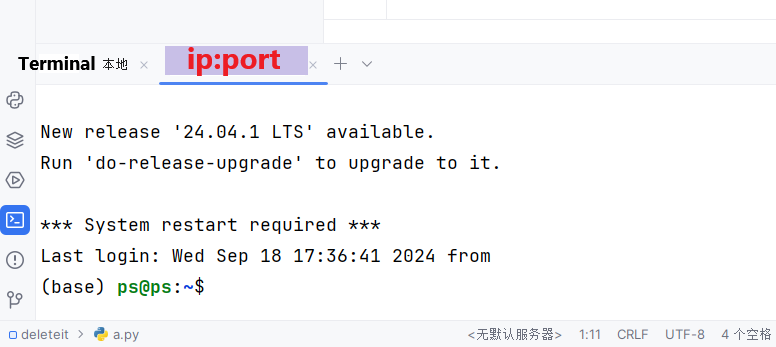 Terminal 本地 × ip:port ×
New release '24.04.1 LTS' available.
Run 'do-release-upgrade' to upgrade to it.
*** System restart required ***
Last login: Wed Sep 18 17:36:41 2024 from
(base) ps@ps:~$
deleteit > a.py <无默认服务器> 1:11 CRLF UTF-8 4 个空格